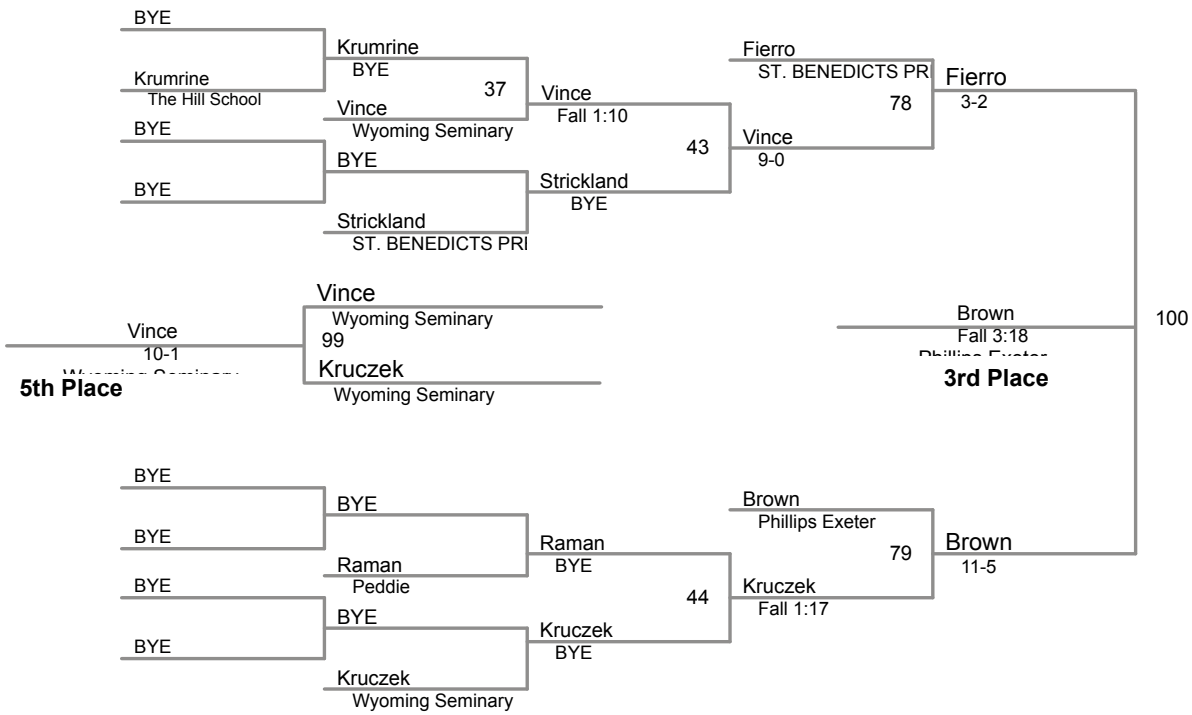 BYE
Krumrine
The Hill School
BYE
BYE
Krumrine
BYE
37
Vince
Wyoming Seminary
BYE
Strickland
ST. BENEDICTS PRI
Vince
Fall 1:10
43
Strickland
BYE
Fierro
ST. BENEDICTS PRI
78
Vince
9-0
Fierro
3-2
Vince
Wyoming Seminary
99
Kruczek
Wyoming Seminary
Vince
10-1
Wyoming Seminary
5th Place
Brown
Fall 3:18
Phillips Exeter
3rd Place
100
BYE
BYE
BYE
BYE
BYE
Raman
Peddie
BYE
Kruczek
Wyoming Seminary
Raman
BYE
44
Kruczek
BYE
Brown
Phillips Exeter
79
Kruczek
Fall 1:17
Brown
11-5